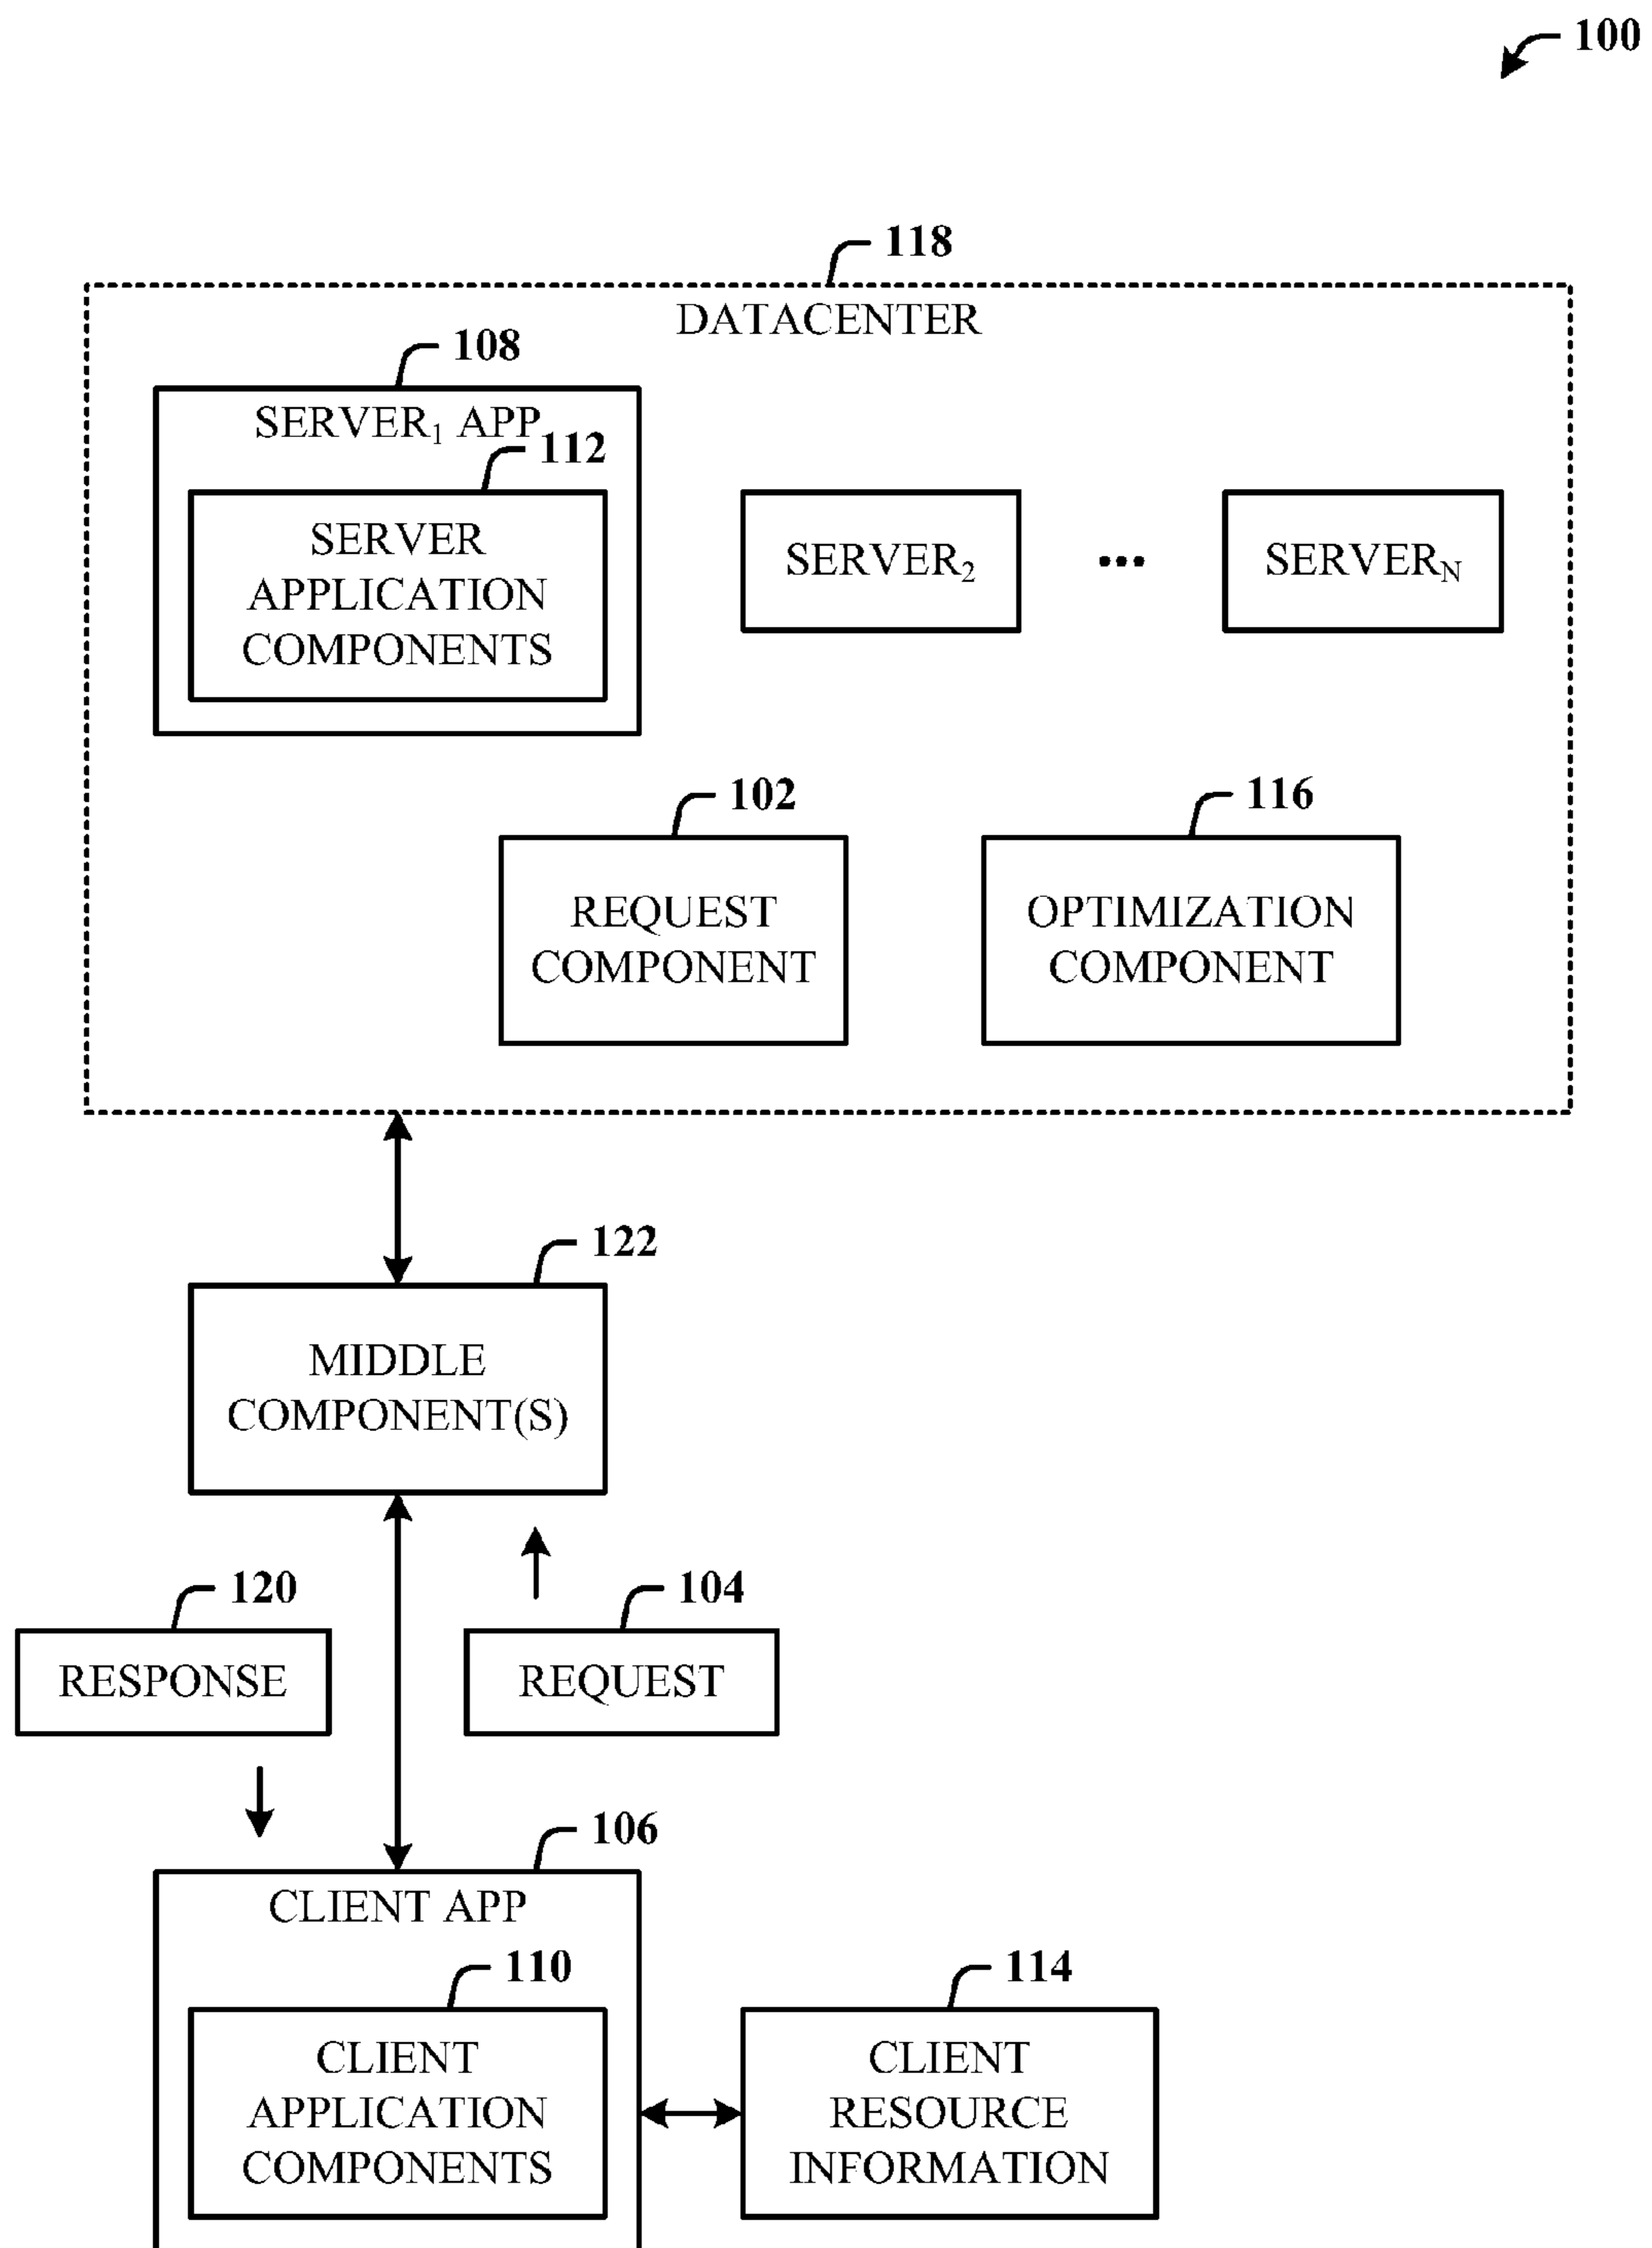 100
118
DATACENTER
108
SERVER₁ APP
112
SERVER
APPLICATION
COMPONENTS
SERVER₂
...
SERVER_N
102
REQUEST
COMPONENT
116
OPTIMIZATION
COMPONENT
122
MIDDLE
COMPONENT(S)
120
RESPONSE
104
REQUEST
106
CLIENT APP
110
CLIENT
APPLICATION
COMPONENTS
114
CLIENT
RESOURCE
INFORMATION